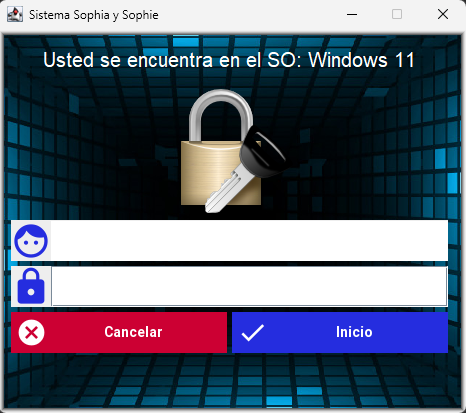 Sistema Sophia y Sophie
Usted se encuentra en el SO: Windows 11
Cancelar
Inicio